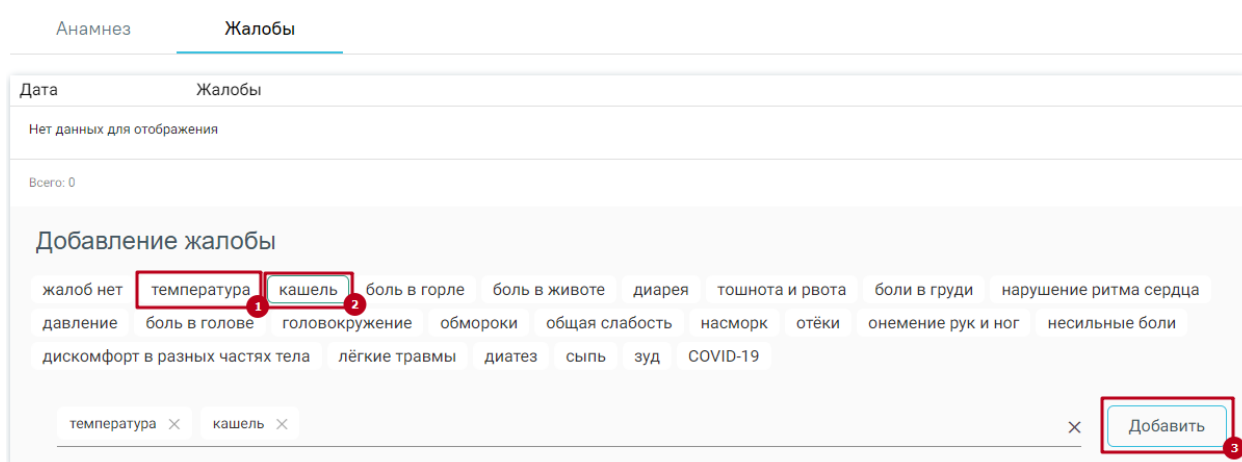 Анамнез Жалобы
Дата Жалобы
Нет данных для отображения
Всего: 0
Добавление жалобы
жалоб нет температура 1 кашель 2 боль в горле боль в животе диарея тошнота и рвота боли в груди нарушение ритма сердца
давление боль в голове головокружение обмороки общая слабость насморк отёки онемение рук и ног несильные боли
дискомфорт в разных частях тела лёгкие травмы диатез сыпь зуд COVID-19
температура × кашель × × Добавить 3